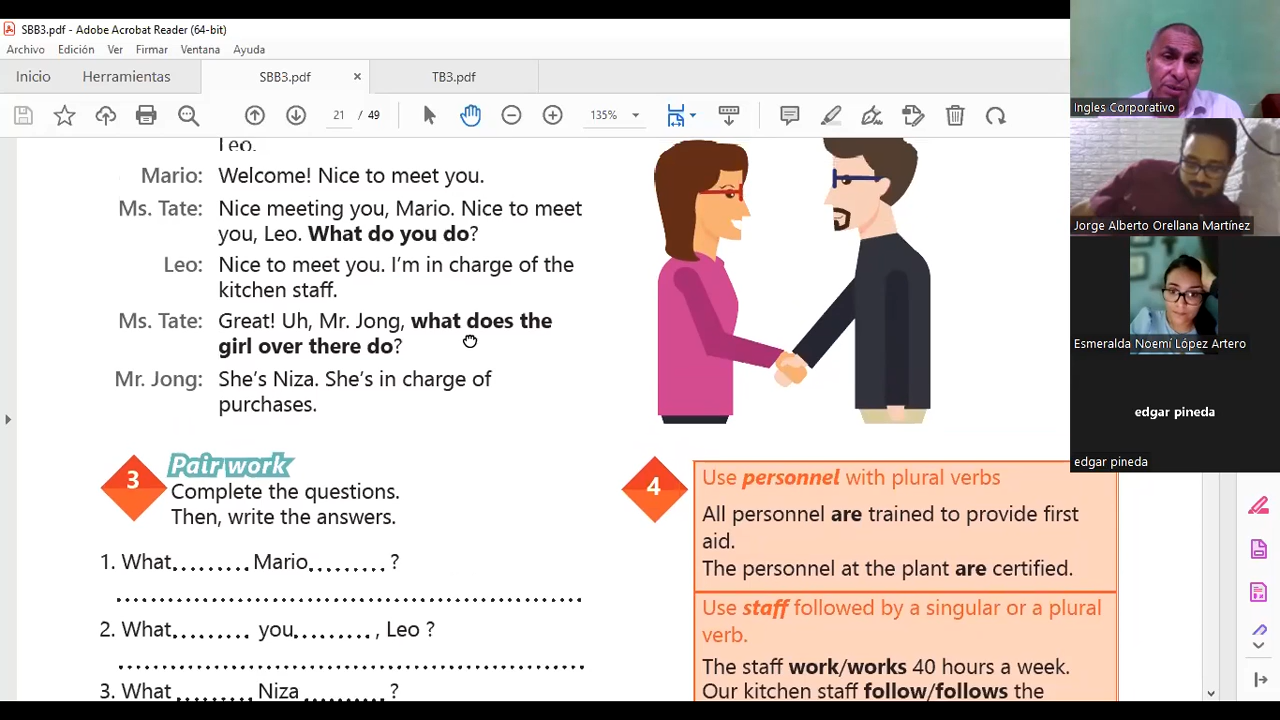 SBB3.pdf - Adobe Acrobat Reader (64-bit)
Archivo Edición Ver Firmar Ventana Ayuda
Inicio Herramientas SBB3.pdf × TB3.pdf
21 / 49 135%
Leo.
Mario: Welcome! Nice to meet you.
Ms. Tate: Nice meeting you, Mario. Nice to meet
you, Leo. What do you do?
Leo: Nice to meet you. I'm in charge of the
kitchen staff.
Ms. Tate: Great! Uh, Mr. Jong, what does the
girl over there do?
Mr. Jong: She's Niza. She's in charge of
purchases.
3 Pair work
Complete the questions.
Then, write the answers.
1. What......... Mario......... ?
2. What......... you........., Leo ?
3. What ......... Niza ......... ?
4
Use personnel with plural verbs
All personnel are trained to provide first
aid.
The personnel at the plant are certified.
Use staff followed by a singular or a plural
verb.
The staff work/works 40 hours a week.
Our kitchen staff follow/follows the
Ingles Corporativo
Jorge Alberto Orellana Martínez
Esmeralda Noemí López Artero
edgar pineda
edgar pineda